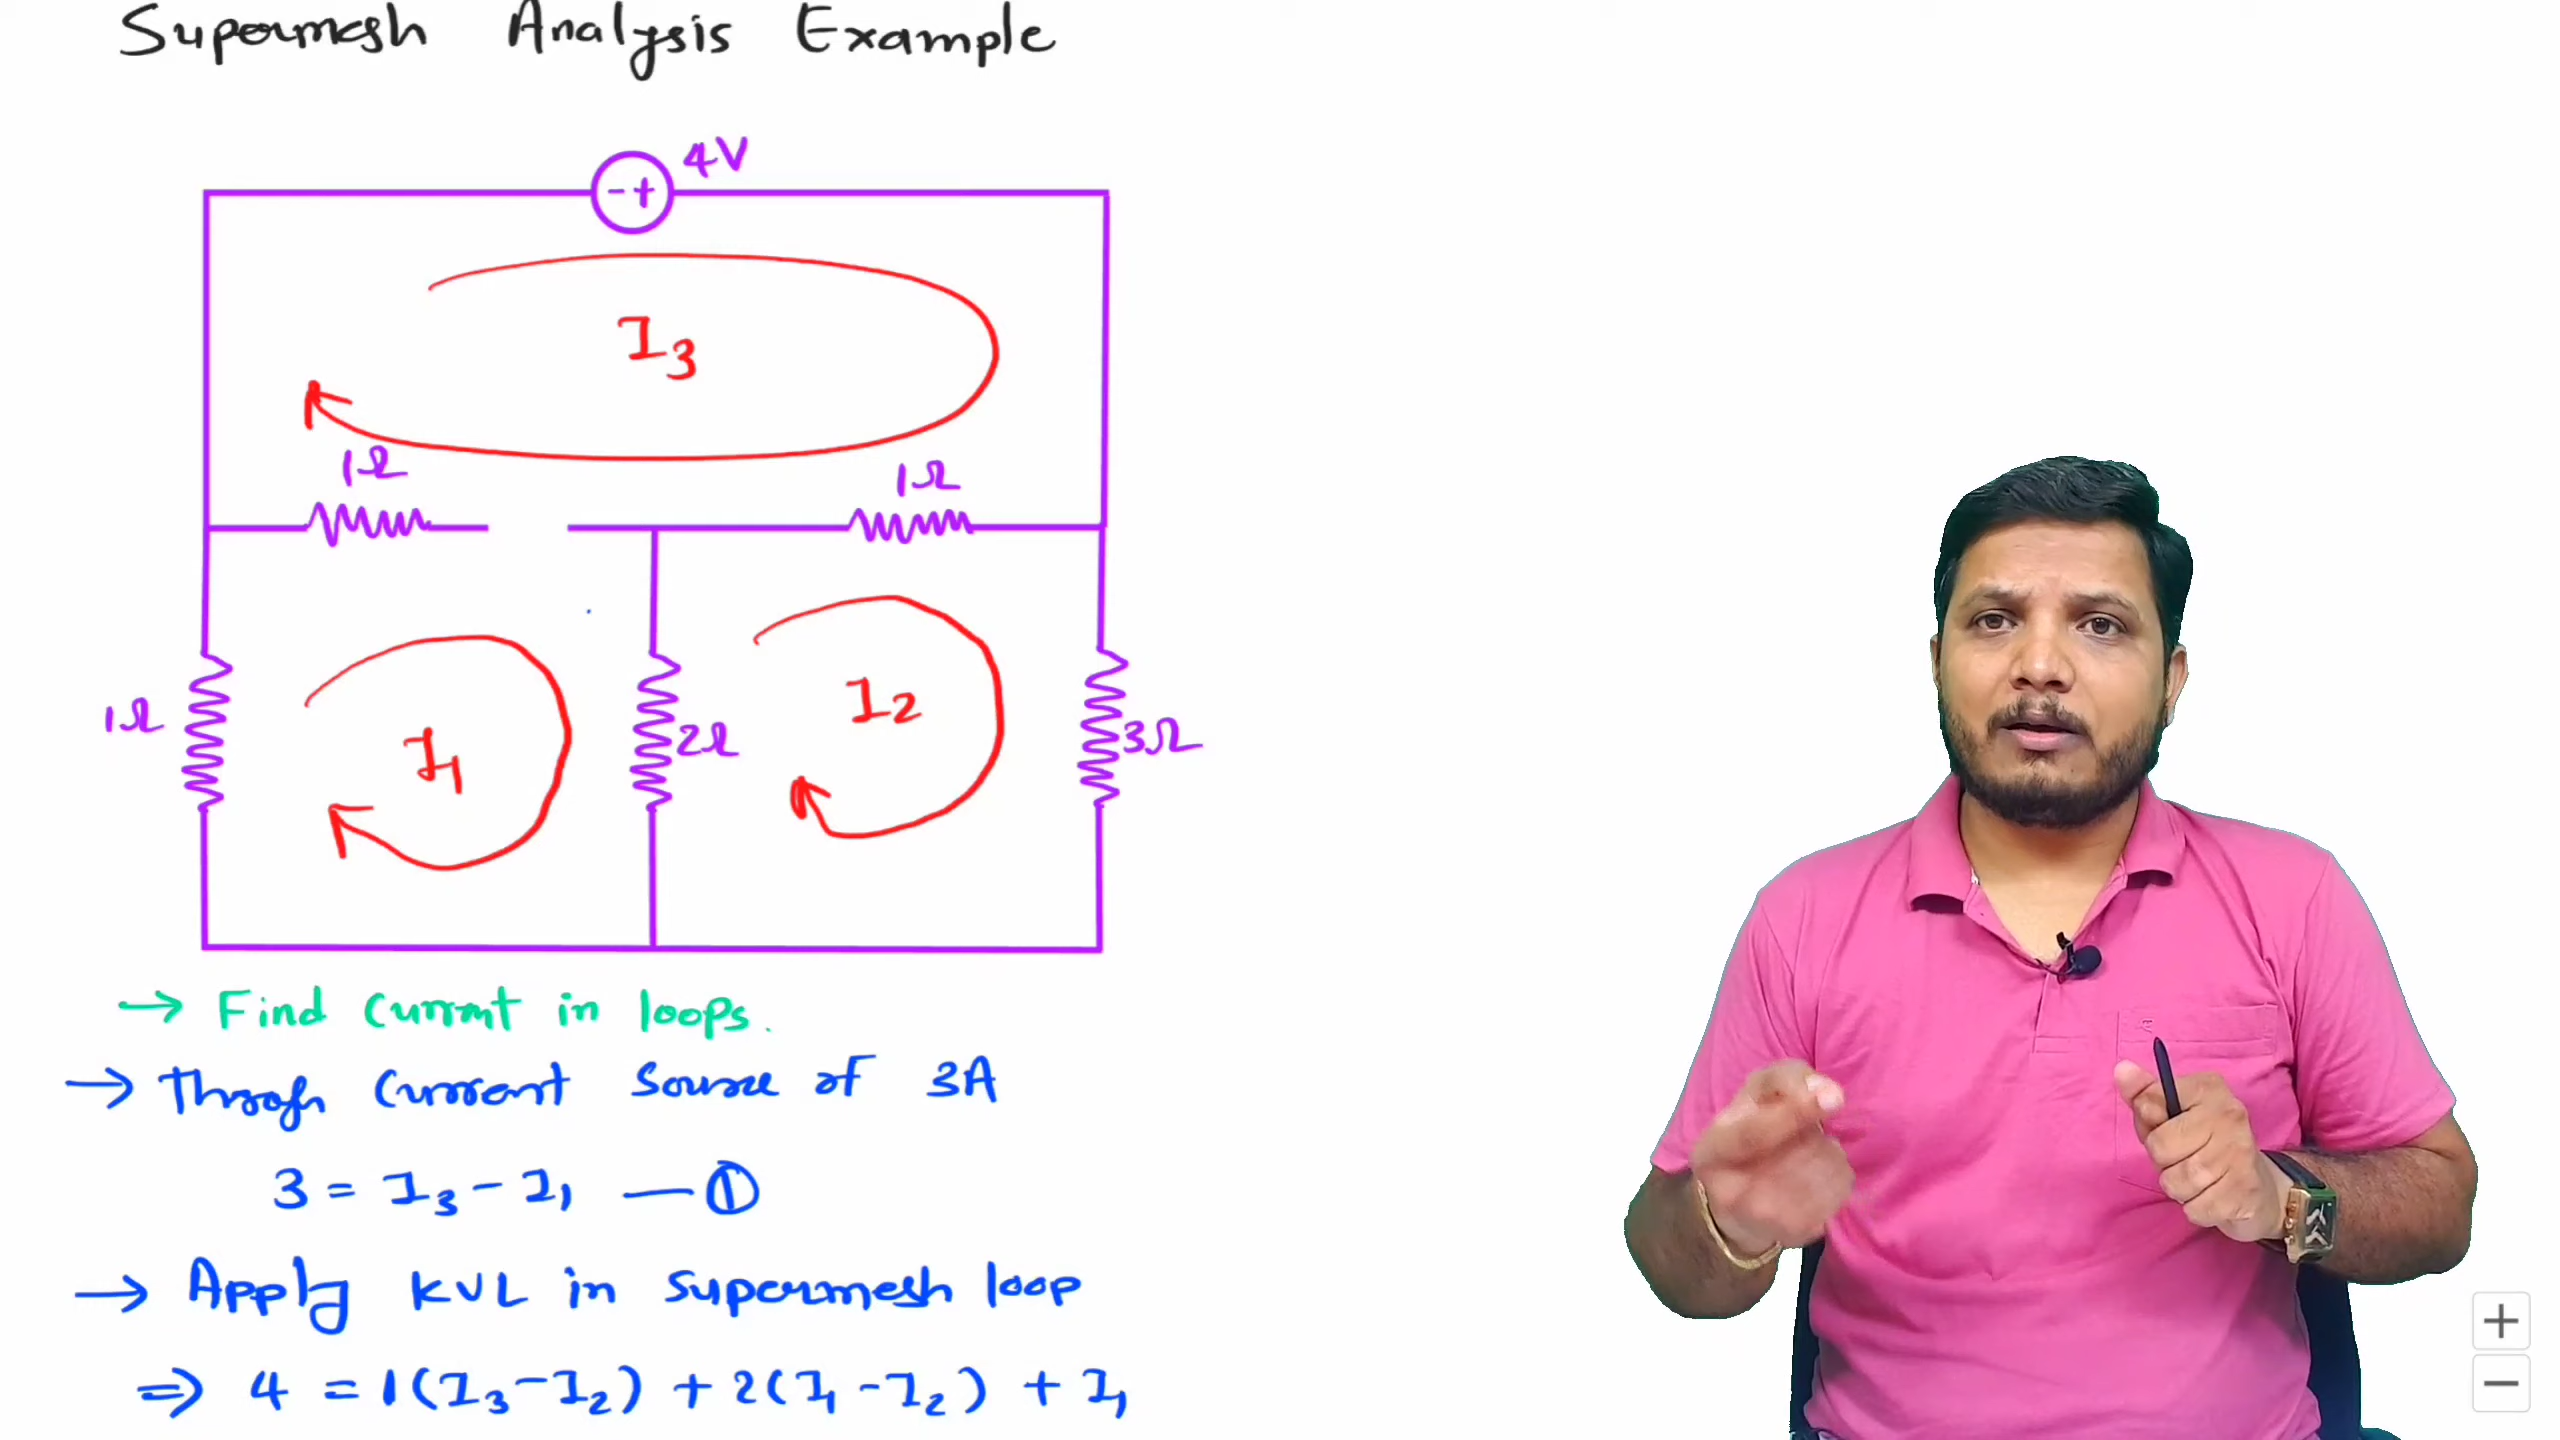 Supermesh Analysis Example
4V
- +
I3
1Ω
1Ω
1Ω
I1
2Ω
I2
3Ω
→ Find Current in loops.
→ Through Current Source of 3A
3 = I3 - I1 — ①
→ Apply KVL in supermesh loop
⇒ 4 = 1(I3 - I2) + 2(I1 - I2) + I1
+
−